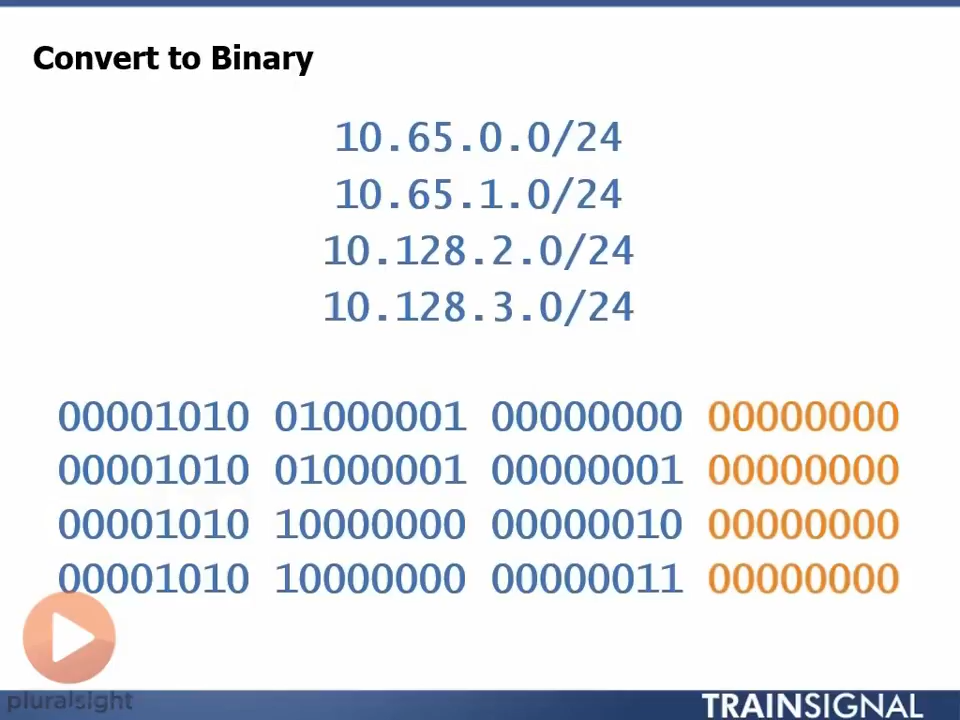 Convert to Binary
10.65.0.0/24
10.65.1.0/24
10.128.2.0/24
10.128.3.0/24
00001010 01000001 00000000 00000000
00001010 01000001 00000001 00000000
00001010 10000000 00000010 00000000
00001010 10000000 00000011 00000000
pluralsight
TRAINSIGNAL